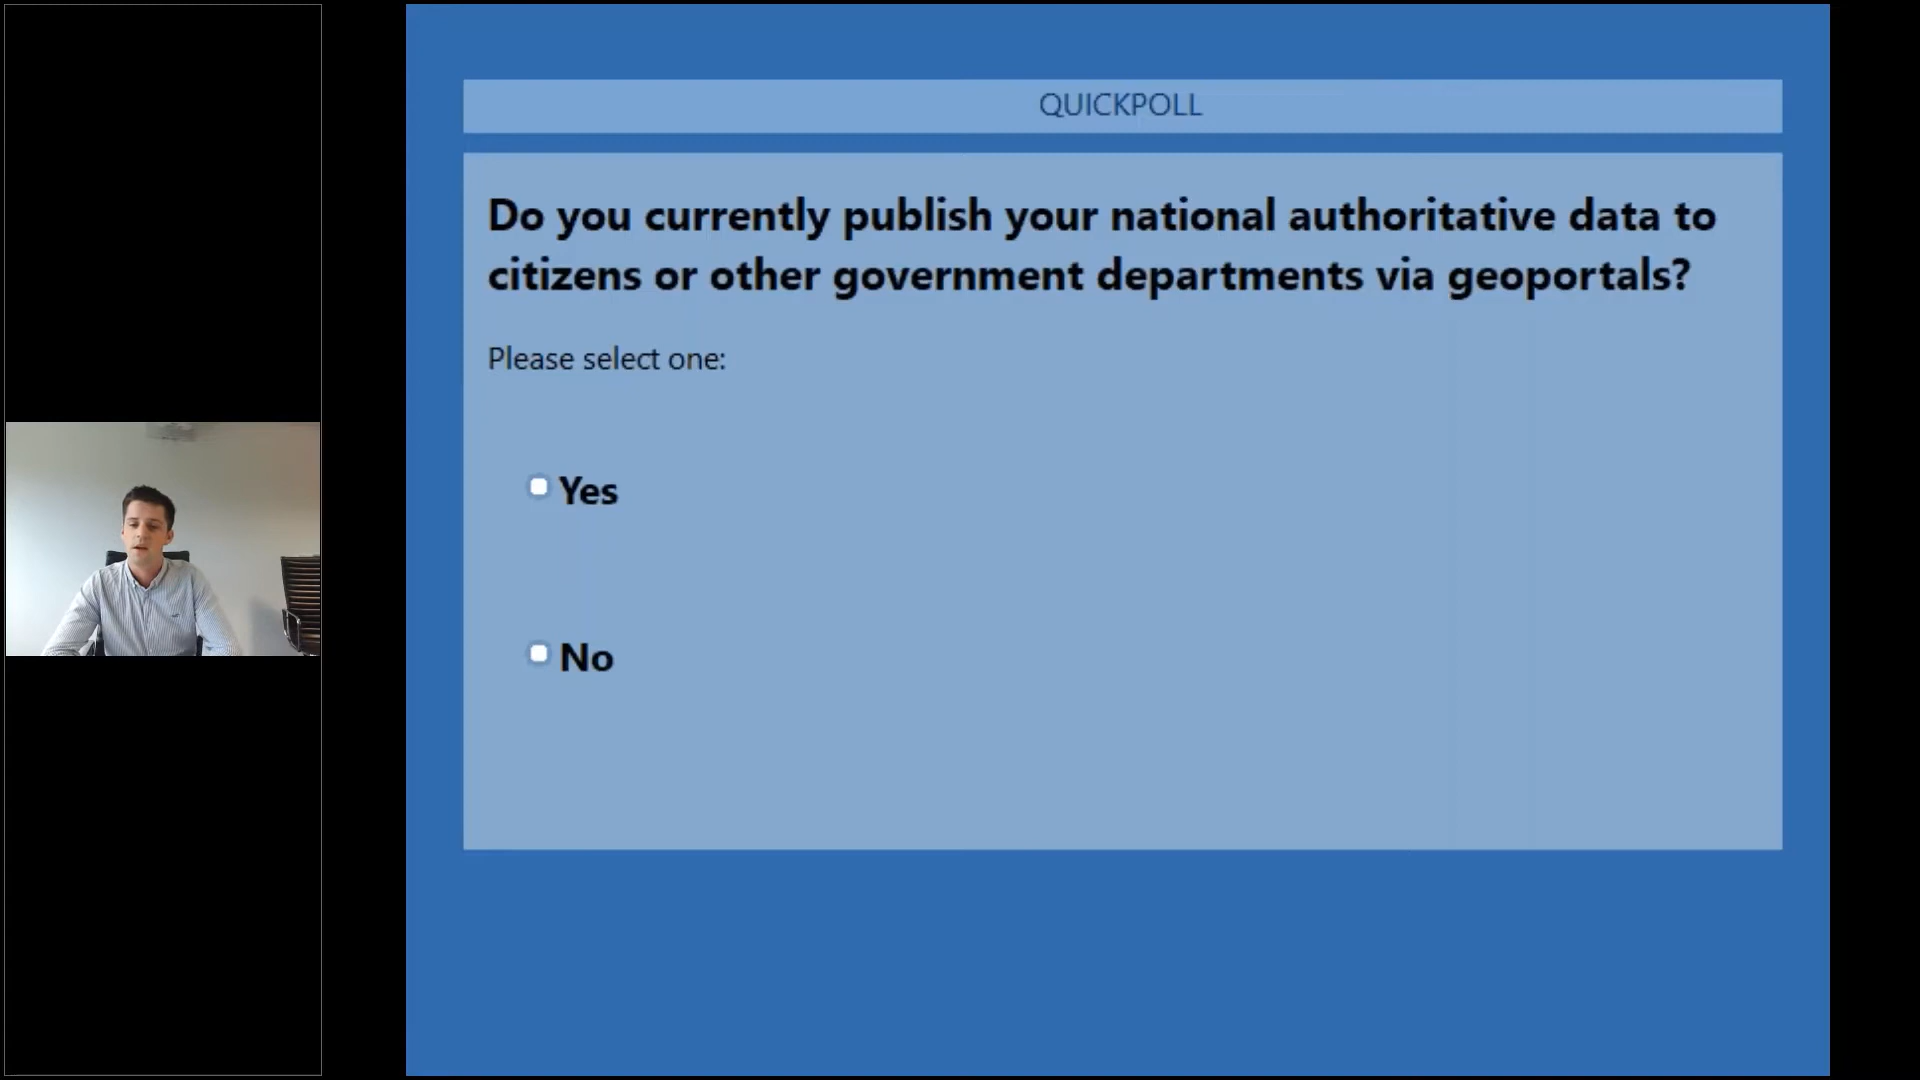 QUICKPOLL
Do you currently publish your national authoritative data to
citizens or other government departments via geoportals?
Please select one:
Yes
No